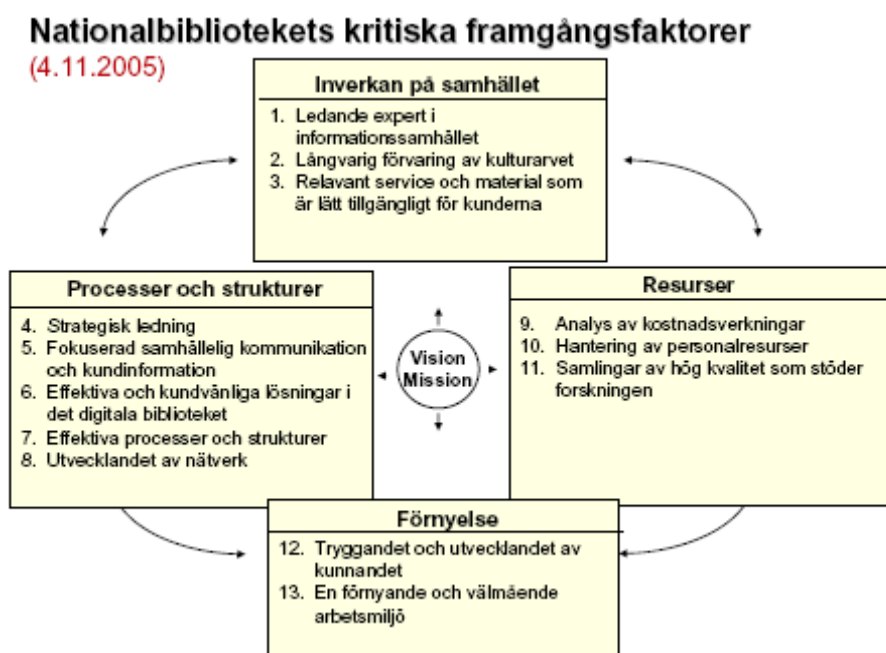 Nationalbibliotekets kritiska framgångsfaktorer
(4.11.2005)
Inverkan på samhället
1. Ledande expert i
informationssamhället
2. Långvarig förvaring av kulturarvet
3. Relavant service och material som
är lätt tillgängligt för kunderna
Processer och strukturer
4. Strategisk ledning
5. Fokuserad samhällelig kommunikation
och kundinformation
6. Effektiva och kundvänliga lösningar i
det digitala biblioteket
7. Effektiva processer och strukturer
8. Utvecklandet av nätverk
Vision
Mission
Resurser
9. Analys av kostnadsverkningar
10. Hantering av personalresurser
11. Samlingar av hög kvalitet som stöder
forskningen
Förnyelse
12. Tryggandet och utvecklandet av
kunnandet
13. En förnyande och välmående
arbetsmiljö